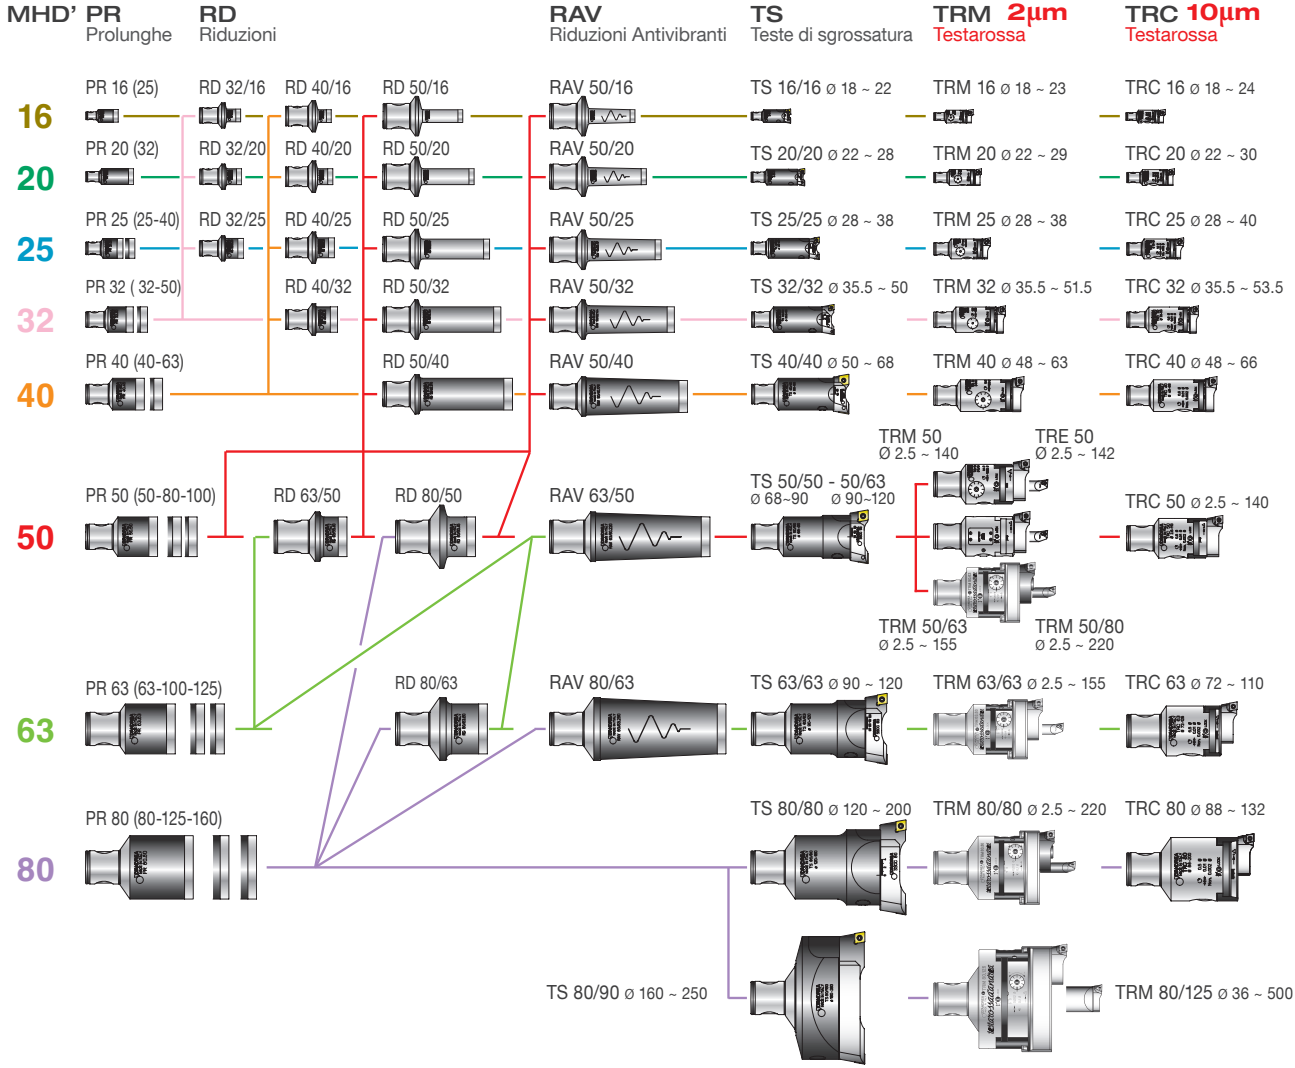 MHD' PR RD RAV TS TRM 2µm TRC 10µm
Prolunghe Riduzioni Riduzioni Antivibranti Teste di sgrossatura Testarossa Testarossa
PR 16 (25) RD 32/16 RD 40/16 RD 50/16 RAV 50/16 TS 16/16 Ø 18 ~ 22 TRM 16 Ø 18 ~ 23 TRC 16 Ø 18 ~ 24
16
PR 20 (32) RD 32/20 RD 40/20 RD 50/20 RAV 50/20 TS 20/20 Ø 22 ~ 28 TRM 20 Ø 22 ~ 29 TRC 20 Ø 22 ~ 30
20
PR 25 (25-40) RD 32/25 RD 40/25 RD 50/25 RAV 50/25 TS 25/25 Ø 28 ~ 38 TRM 25 Ø 28 ~ 38 TRC 25 Ø 28 ~ 40
25
PR 32 ( 32-50) RD 40/32 RD 50/32 RAV 50/32 TS 32/32 Ø 35.5 ~ 50 TRM 32 Ø 35.5 ~ 51.5 TRC 32 Ø 35.5 ~ 53.5
32
PR 40 (40-63) RD 50/40 RAV 50/40 TS 40/40 Ø 50 ~ 68 TRM 40 Ø 48 ~ 63 TRC 40 Ø 48 ~ 66
40
TRM 50 TRE 50
Ø 2.5 ~ 140 Ø 2.5 ~ 142
PR 50 (50-80-100) RD 63/50 RD 80/50 RAV 63/50 TS 50/50 - 50/63 TRC 50 Ø 2.5 ~ 140
Ø 68~90 Ø 90~120
50
TRM 50/63 TRM 50/80
Ø 2.5 ~ 155 Ø 2.5 ~ 220
PR 63 (63-100-125) RD 80/63 RAV 80/63 TS 63/63 Ø 90 ~ 120 TRM 63/63 Ø 2.5 ~ 155 TRC 63 Ø 72 ~ 110
63
PR 80 (80-125-160) TS 80/80 Ø 120 ~ 200 TRM 80/80 Ø 2.5 ~ 220 TRC 80 Ø 88 ~ 132
80
TS 80/90 Ø 160 ~ 250 TRM 80/125 Ø 36 ~ 500